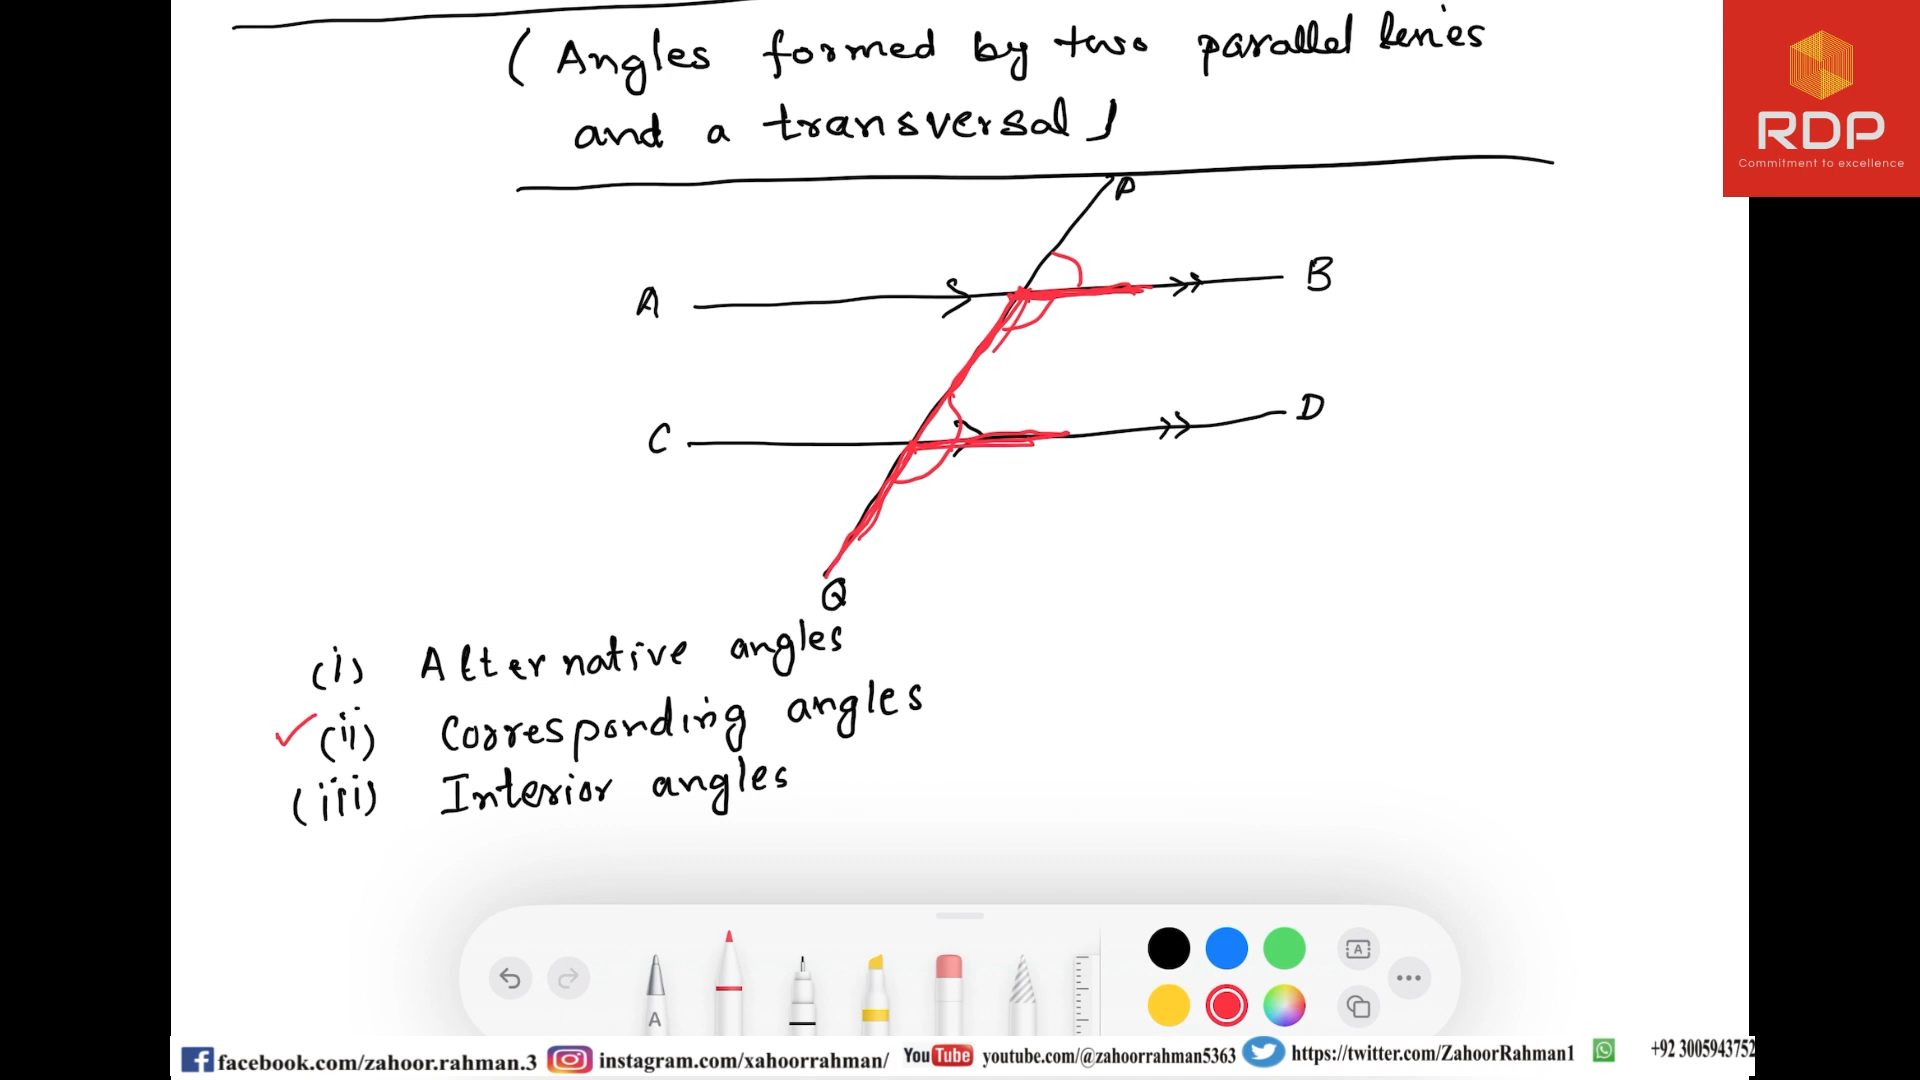 (Angles formed by two parallel lines
and a transversal)
RDP
Commitment to excellence
P
A
B
C
D
Q
(i) Alternative angles
(ii) Corresponding angles
(iii) Interior angles
A
A
facebook.com/zahoor.rahman.3 instagram.com/xahoorrahman/ YouTube youtube.com/@zahoorrahman5363 https://twitter.com/ZahoorRahman1 +92 3005943752